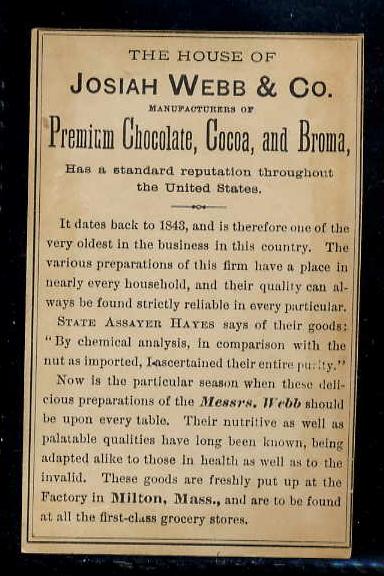 THE HOUSE OF
JOSIAH WEBB & CO.
MANUFACTURERS OF
Premium Chocolate, Cocoa, and Broma,
Has a standard reputation throughout
the United States.
It dates back to 1843, and is therefore one of the
very oldest in the business in this country. The
various preparations of this firm have a place in
nearly every household, and their quality can al-
ways be found strictly reliable in every particular.
STATE ASSAYER HAYES says of their goods:
"By chemical analysis, in comparison with the
nut as imported, I ascertained their entire purity."
Now is the particular season when these deli-
cious preparations of the Messrs. Webb should
be upon every table. Their nutritive as well as
palatable qualities have long been known, being
adapted alike to those in health as well as to the
invalid. These goods are freshly put up at the
Factory in Milton, Mass., and are to be found
at all the first-class grocery stores.